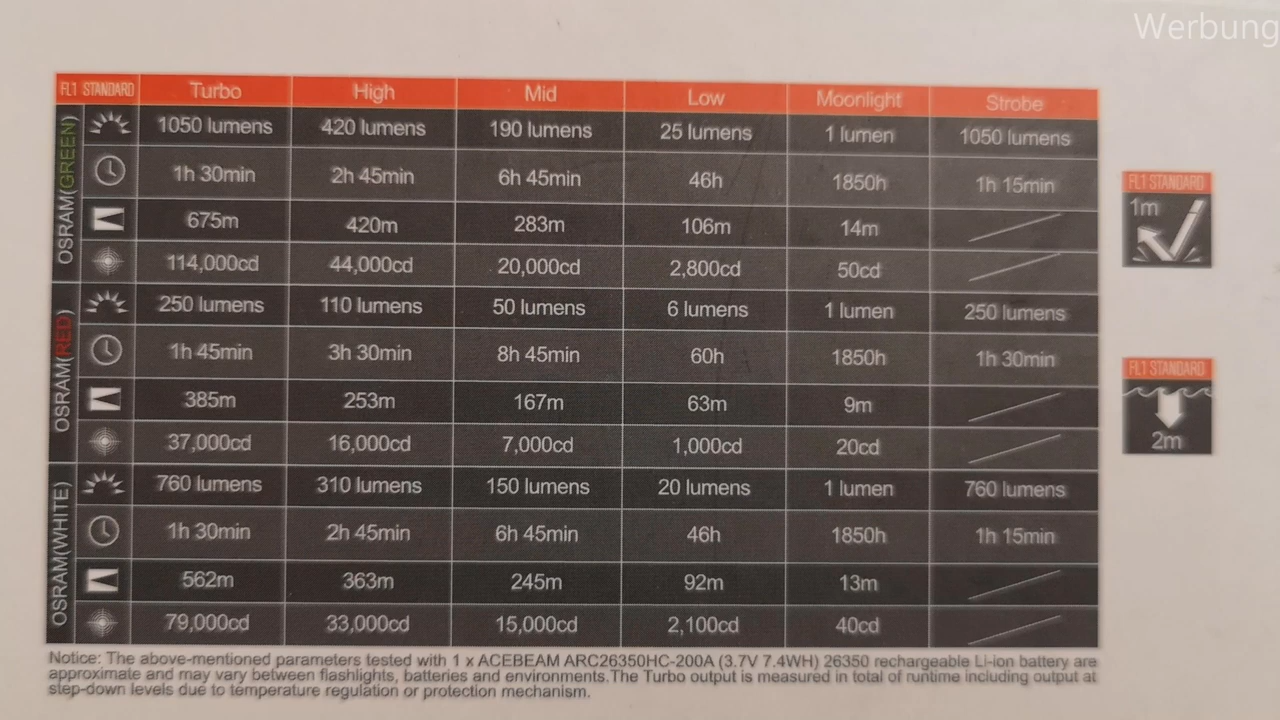 Werbung
FL1 STANDARD Turbo High Mid Low Moonlight Strobe
OSRAM(GREEN)
1050 lumens 420 lumens 190 lumens 25 lumens 1 lumen 1050 lumens
1h 30min 2h 45min 6h 45min 46h 1850h 1h 15min
675m 420m 283m 106m 14m
114,000cd 44,000cd 20,000cd 2,800cd 50cd
OSRAM(RED)
250 lumens 110 lumens 50 lumens 6 lumens 1 lumen 250 lumens
1h 45min 3h 30min 8h 45min 60h 1850h 1h 30min
385m 253m 167m 63m 9m
37,000cd 16,000cd 7,000cd 1,000cd 20cd
OSRAM(WHITE)
760 lumens 310 lumens 150 lumens 20 lumens 1 lumen 760 lumens
1h 30min 2h 45min 6h 45min 46h 1850h 1h 15min
562m 363m 245m 92m 13m
79,000cd 33,000cd 15,000cd 2,100cd 40cd
FL1 STANDARD
1m
FL1 STANDARD
2m
Notice: The above-mentioned parameters tested with 1 x ACEBEAM ARC26350HC-200A (3.7V 7.4WH) 26350 rechargeable Li-ion battery are
approximate and may vary between flashlights, batteries and environments.The Turbo output is measured in total of runtime including output at
step-down levels due to temperature regulation or protection mechanism.